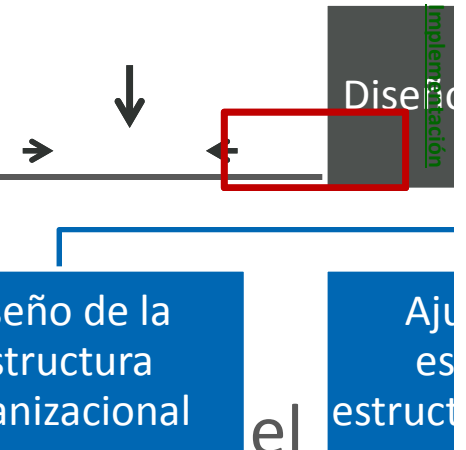 Implementación
Diseño
seño de la
structura
anizacional
el
Aju
es
estruct